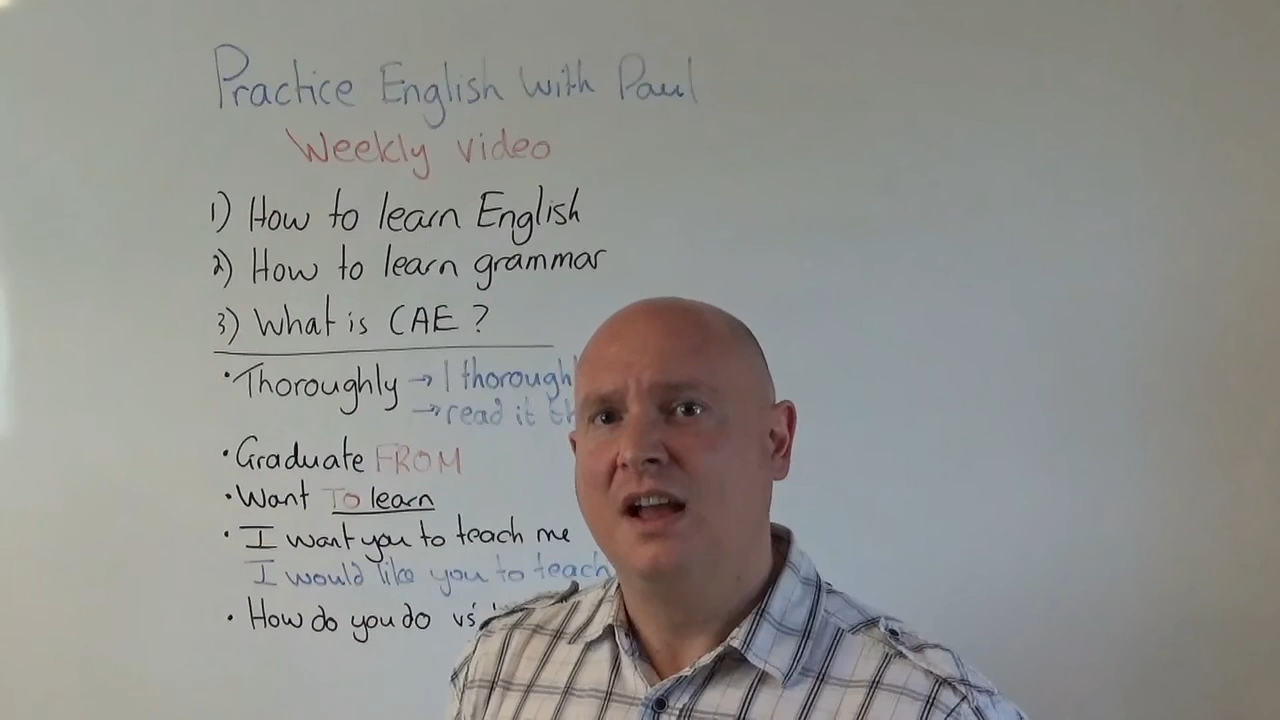 Practice English with Paul
Weekly video
1) How to learn English
2) How to learn grammar
3) What is CAE ?
• Thoroughly → I thorough
→ read it th
• Graduate FROM
• Want TO learn
• I want you to teach me
I would like you to teach
• How do you do vs